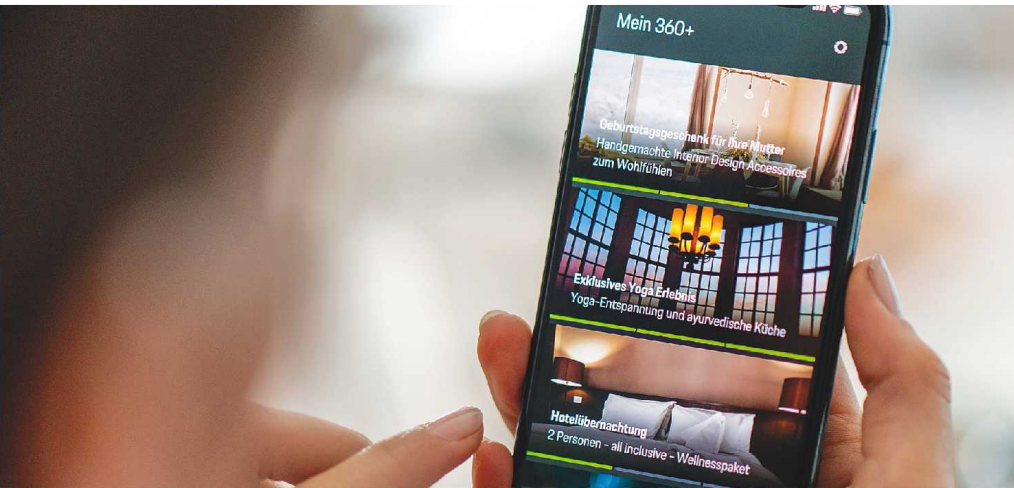 Mein 360+
Geburtstagsgeschenk für Ihre Mutter
Handgemachte Interior Design Accessoires
zum Wohlfühlen
Exklusives Yoga Erlebnis
Yoga-Entspannung und ayurvedische Küche
Hotelübernachtung
2 Personen - all inclusive - Wellnesspaket